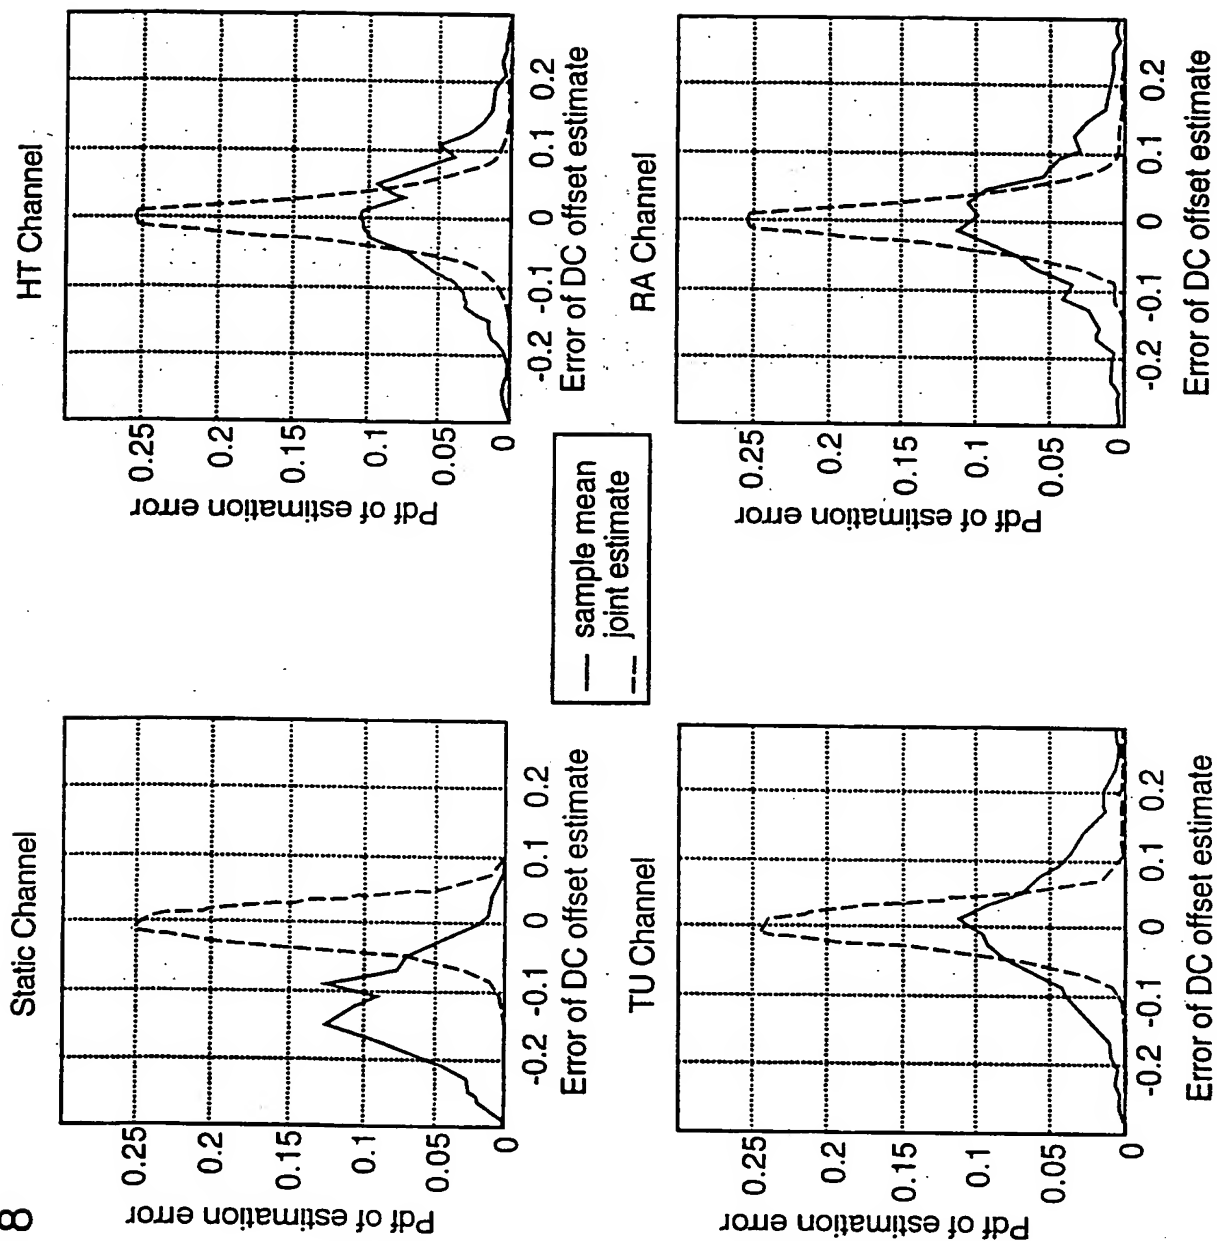 8
Static Channel
Pdf of estimation error
0.25
0.2
0.15
0.1
0.05
0
-0.2 -0.1 0 0.1 0.2
Error of DC offset estimate
HT Channel
Pdf of estimation error
0.25
0.2
0.15
0.1
0.05
0
-0.2 -0.1 0 0.1 0.2
Error of DC offset estimate
sample mean
joint estimate
TU Channel
Pdf of estimation error
0.25
0.2
0.15
0.1
0.05
0
-0.2 -0.1 0 0.1 0.2
Error of DC offset estimate
RA Channel
Pdf of estimation error
0.25
0.2
0.15
0.1
0.05
0
-0.2 -0.1 0 0.1 0.2
Error of DC offset estimate